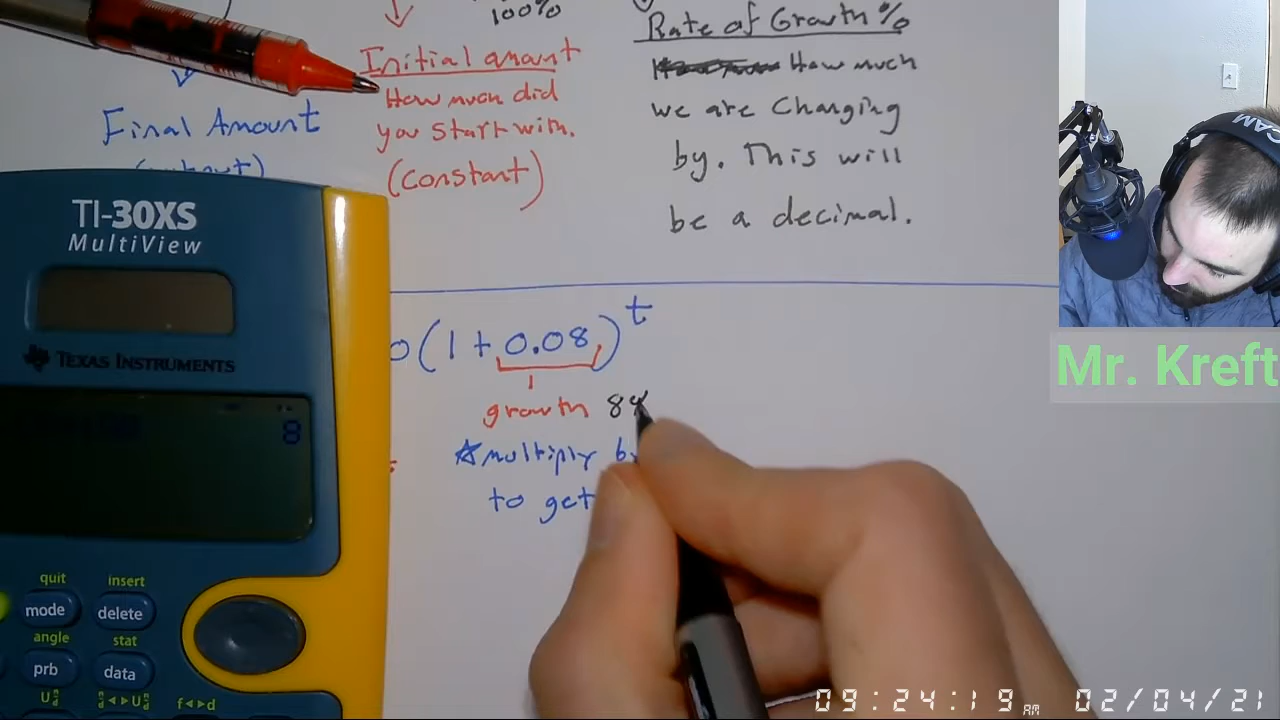 100%
Initial amount
How much did
you start with.
(constant)
Final Amount
Rate of Growth %
How much
we are Changing
by. This will
be a decimal.
TI-30XS
MultiView
TEXAS INSTRUMENTS
8
quit insert
mode delete
angle stat
prb data
f◄►d
0(1+0.08)^t
growth 8%
☆multiply
to get
CAM
Mr. Kreft
09:24:19 AM 02/04/21